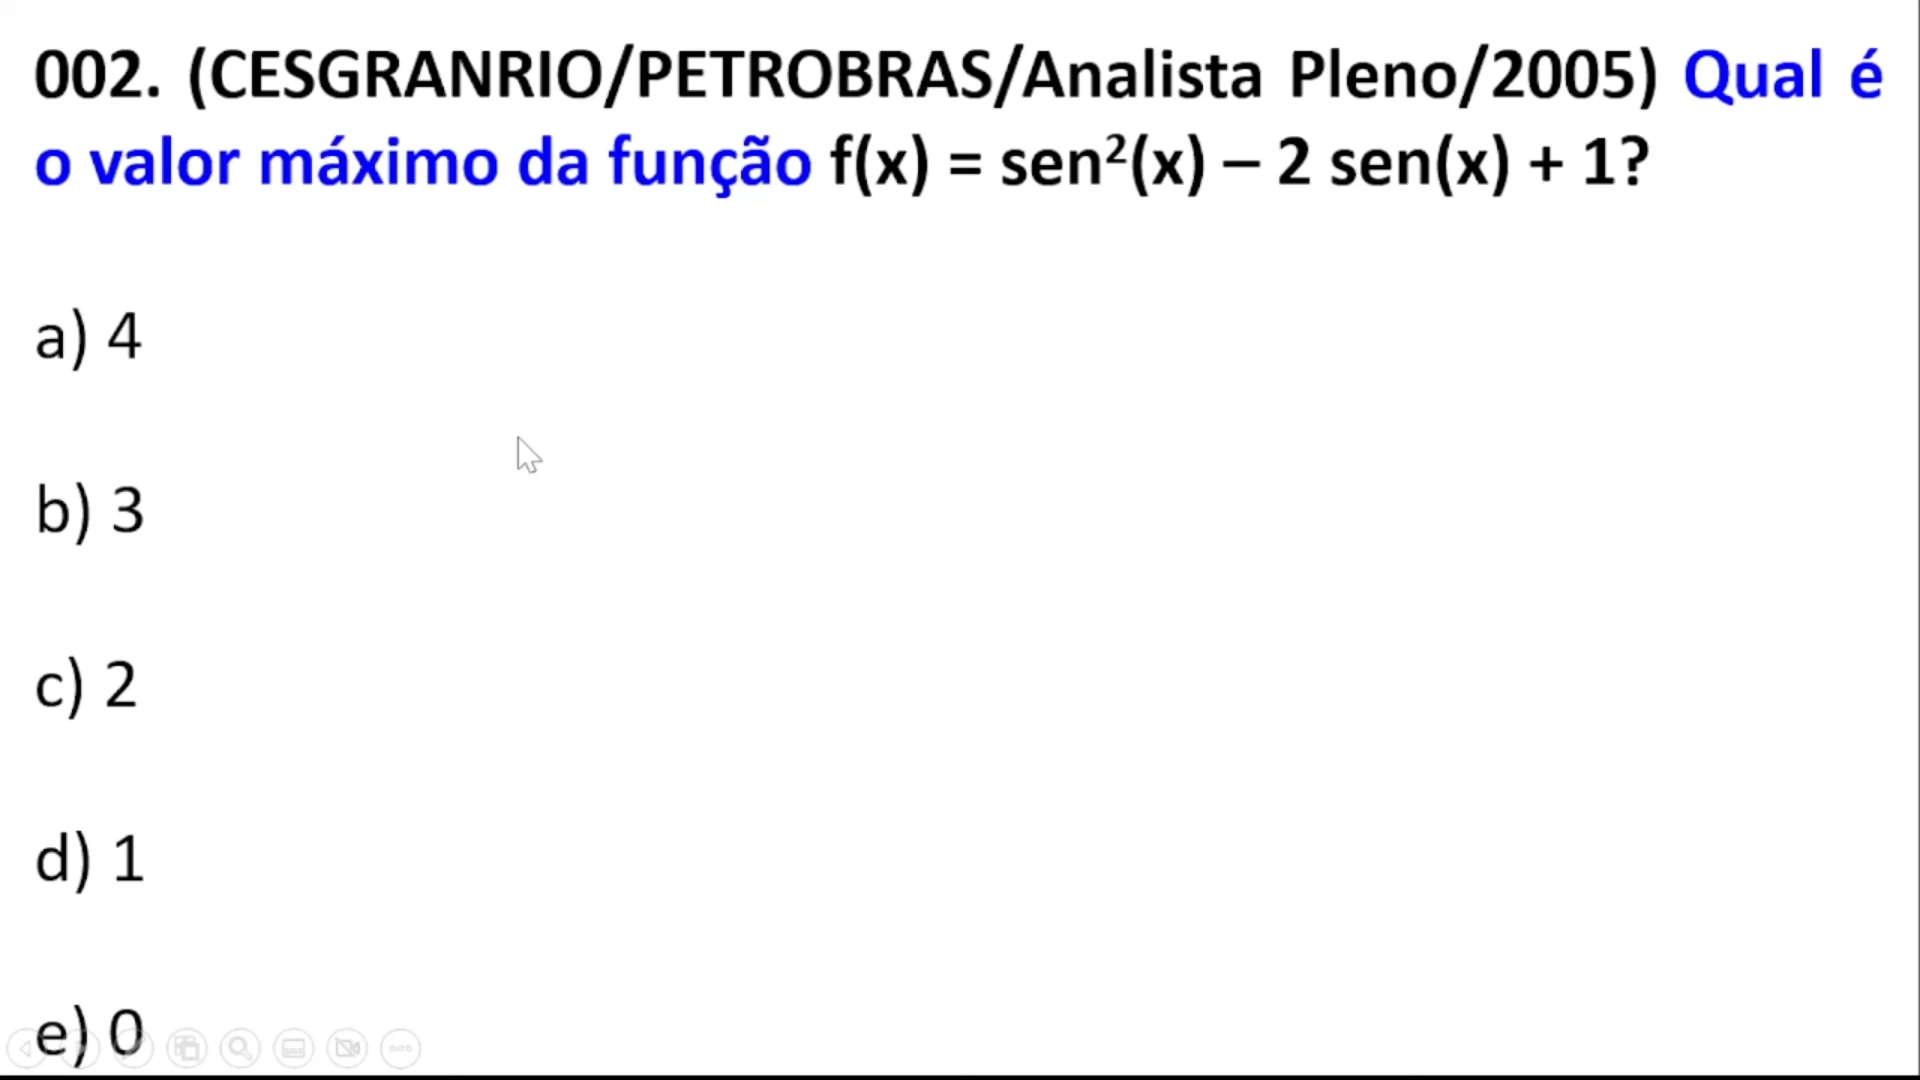 002. (CESGRANRIO/PETROBRAS/Analista Pleno/2005) Qual é
o valor máximo da função f(x) = sen²(x) – 2 sen(x) + 1?
a) 4
b) 3
c) 2
d) 1
e) 0